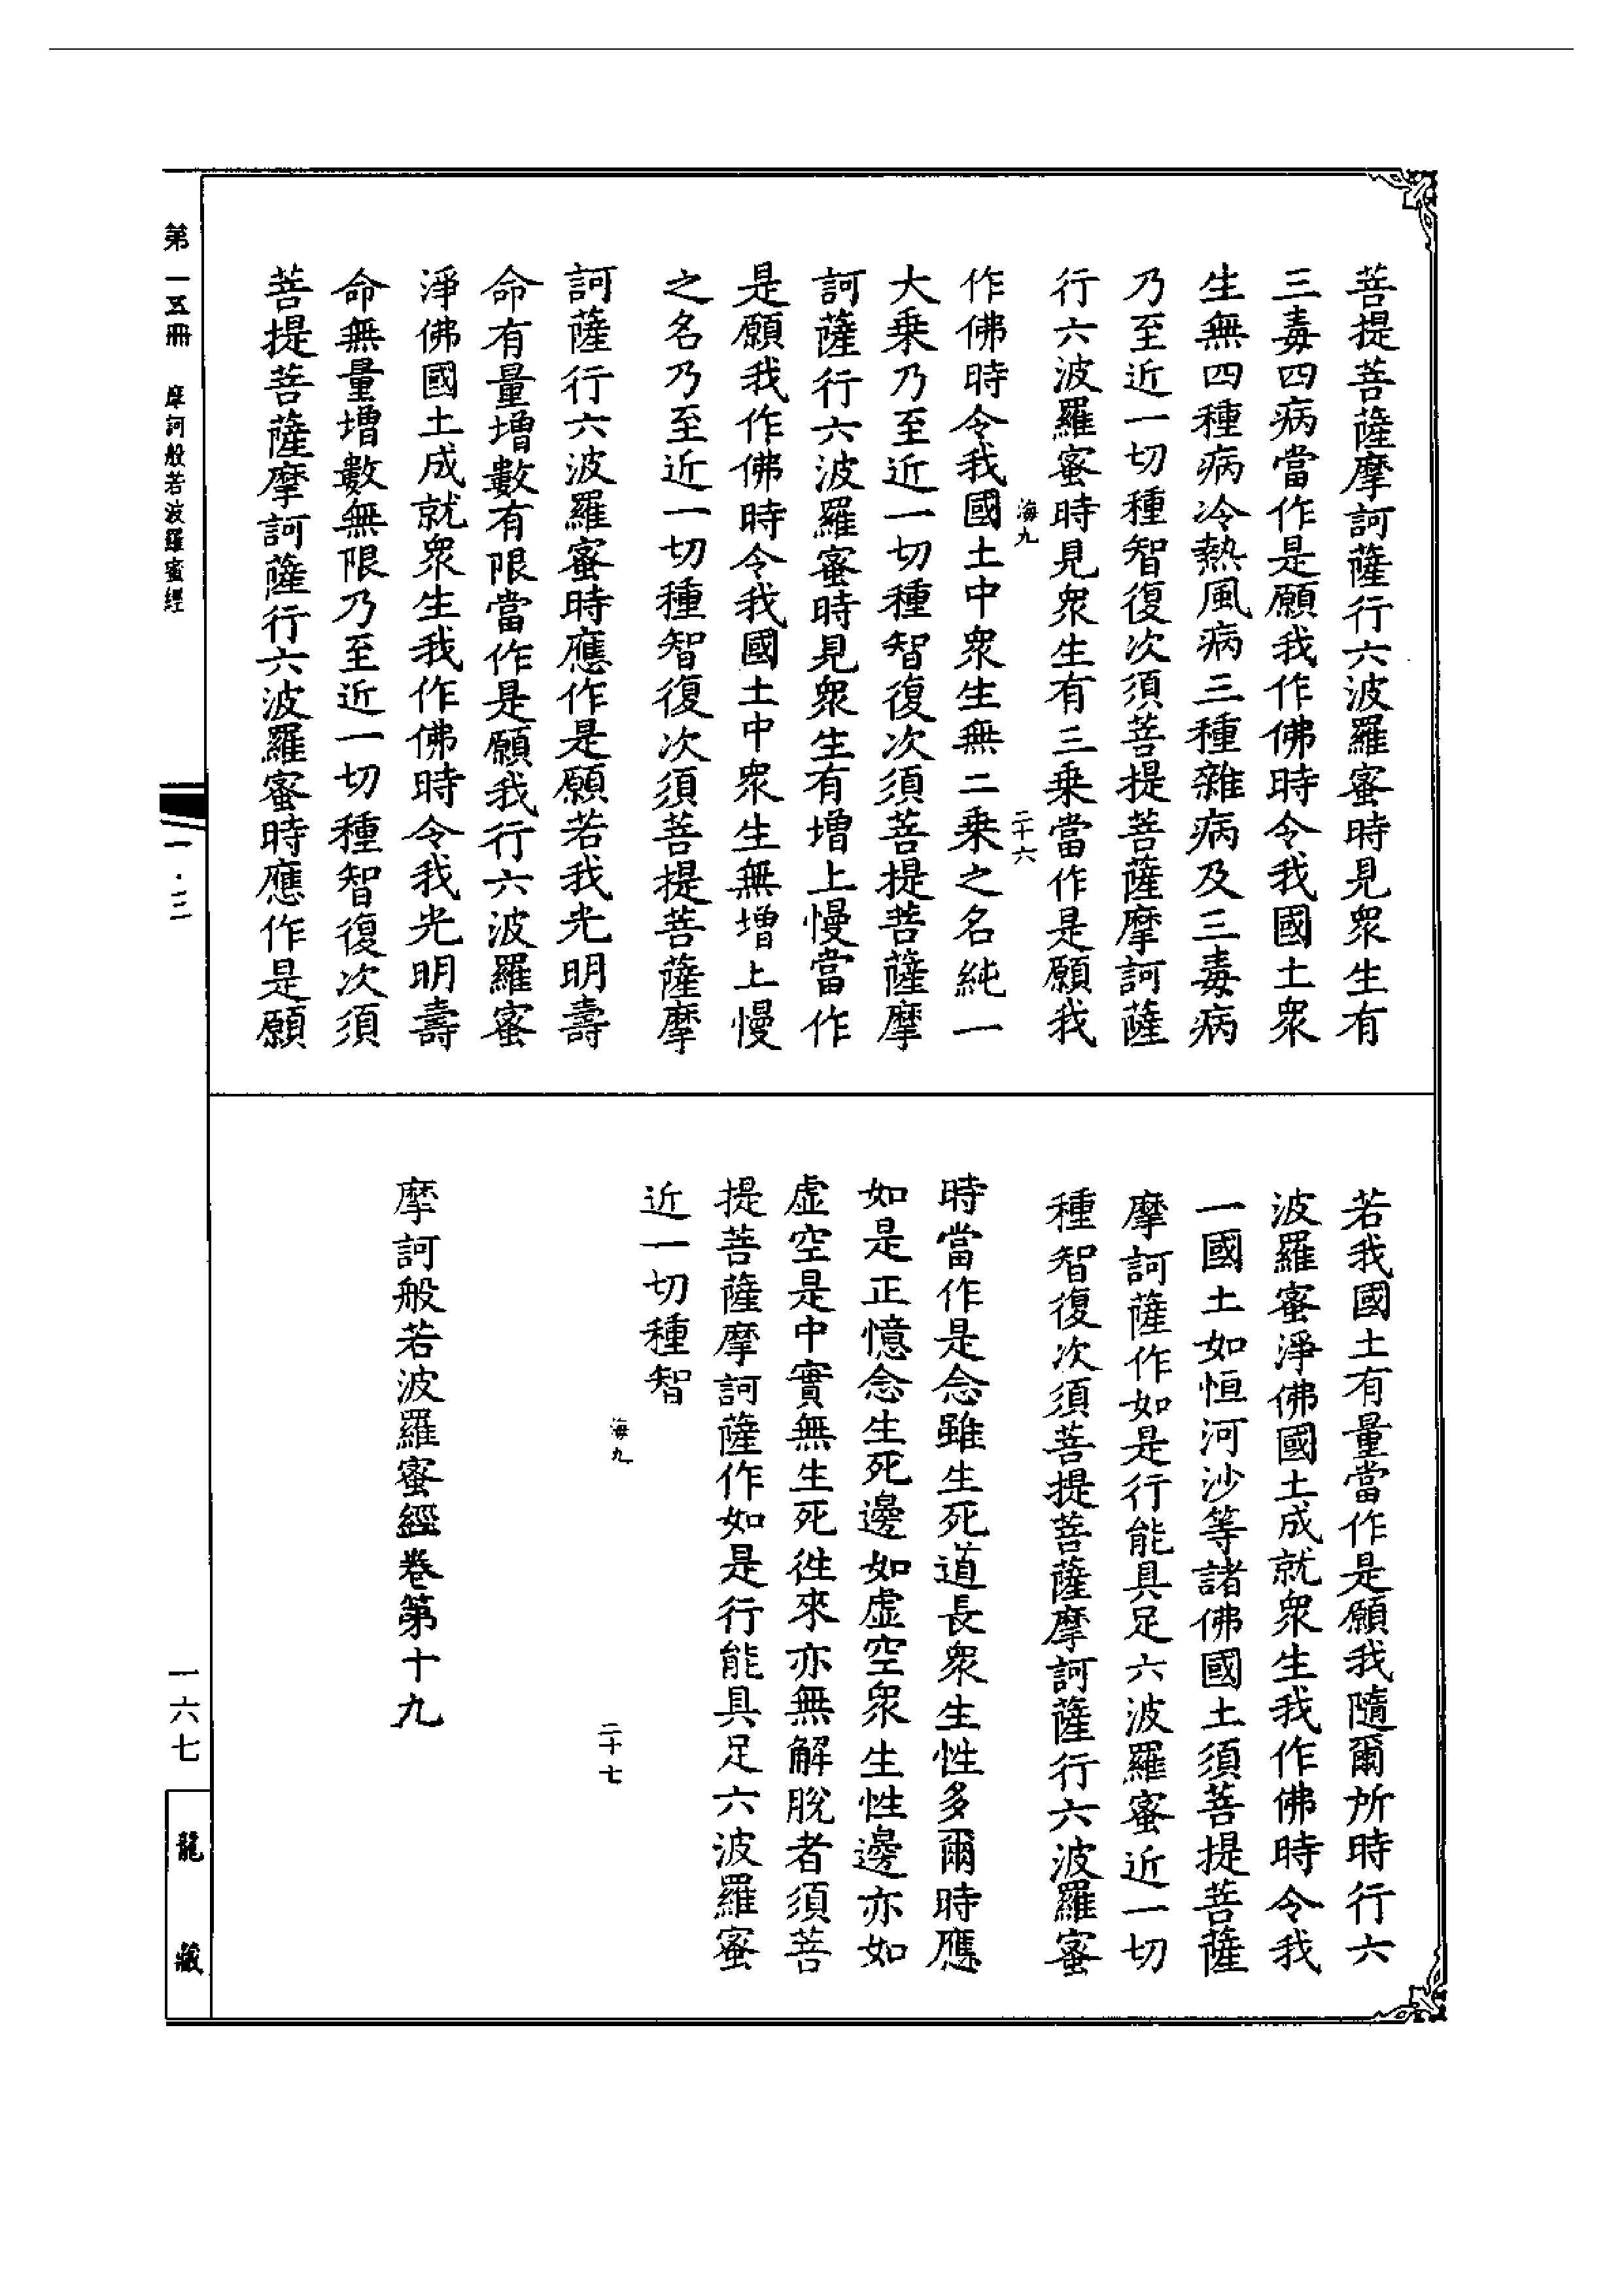 菩提菩薩摩訶薩行六波羅蜜時見眾生有
三毒四病當作是願我作佛時令我國土眾
生無四種病冷熱風病三種雜病及三毒病
乃至近一切種智復次須菩提菩薩摩訶薩
行六波羅蜜時見眾生有三乘當作是願我
海九
二十六
作佛時令我國土中眾生無二乘之名純一
大乘乃至近一切種智復次須菩提菩薩摩
訶薩行六波羅蜜時見眾生有增上慢當作
是願我作佛時令我國土中眾生無增上慢
之名乃至近一切種智復次須菩提菩薩摩
訶薩行六波羅蜜時應作是願若我光明壽
命有量增數有限當作是願我行六波羅蜜
淨佛國土成就眾生我作佛時令我光明壽
命無量增數無限乃至近一切種智復次須
菩提菩薩摩訶薩行六波羅蜜時應作是願
若我國土有量當作是願我隨爾所時行六
波羅蜜淨佛國土成就眾生我作佛時令我
一國土如恒河沙等諸佛國土須菩提菩薩
摩訶薩作如是行能具足六波羅蜜近一切
種智復次須菩提菩薩摩訶薩行六波羅蜜
時當作是念雖生死道長眾生性多爾時應
如是正憶念生死邊如虛空眾生性邊亦如
虛空是中實無生死徃來亦無解脫者須菩
提菩薩摩訶薩作如是行能具足六波羅蜜
近一切種智
海九
二十七
摩訶般若波羅蜜經卷第十九
第一五冊 摩訶般若波羅蜜經
一·三
一六七
龍藏